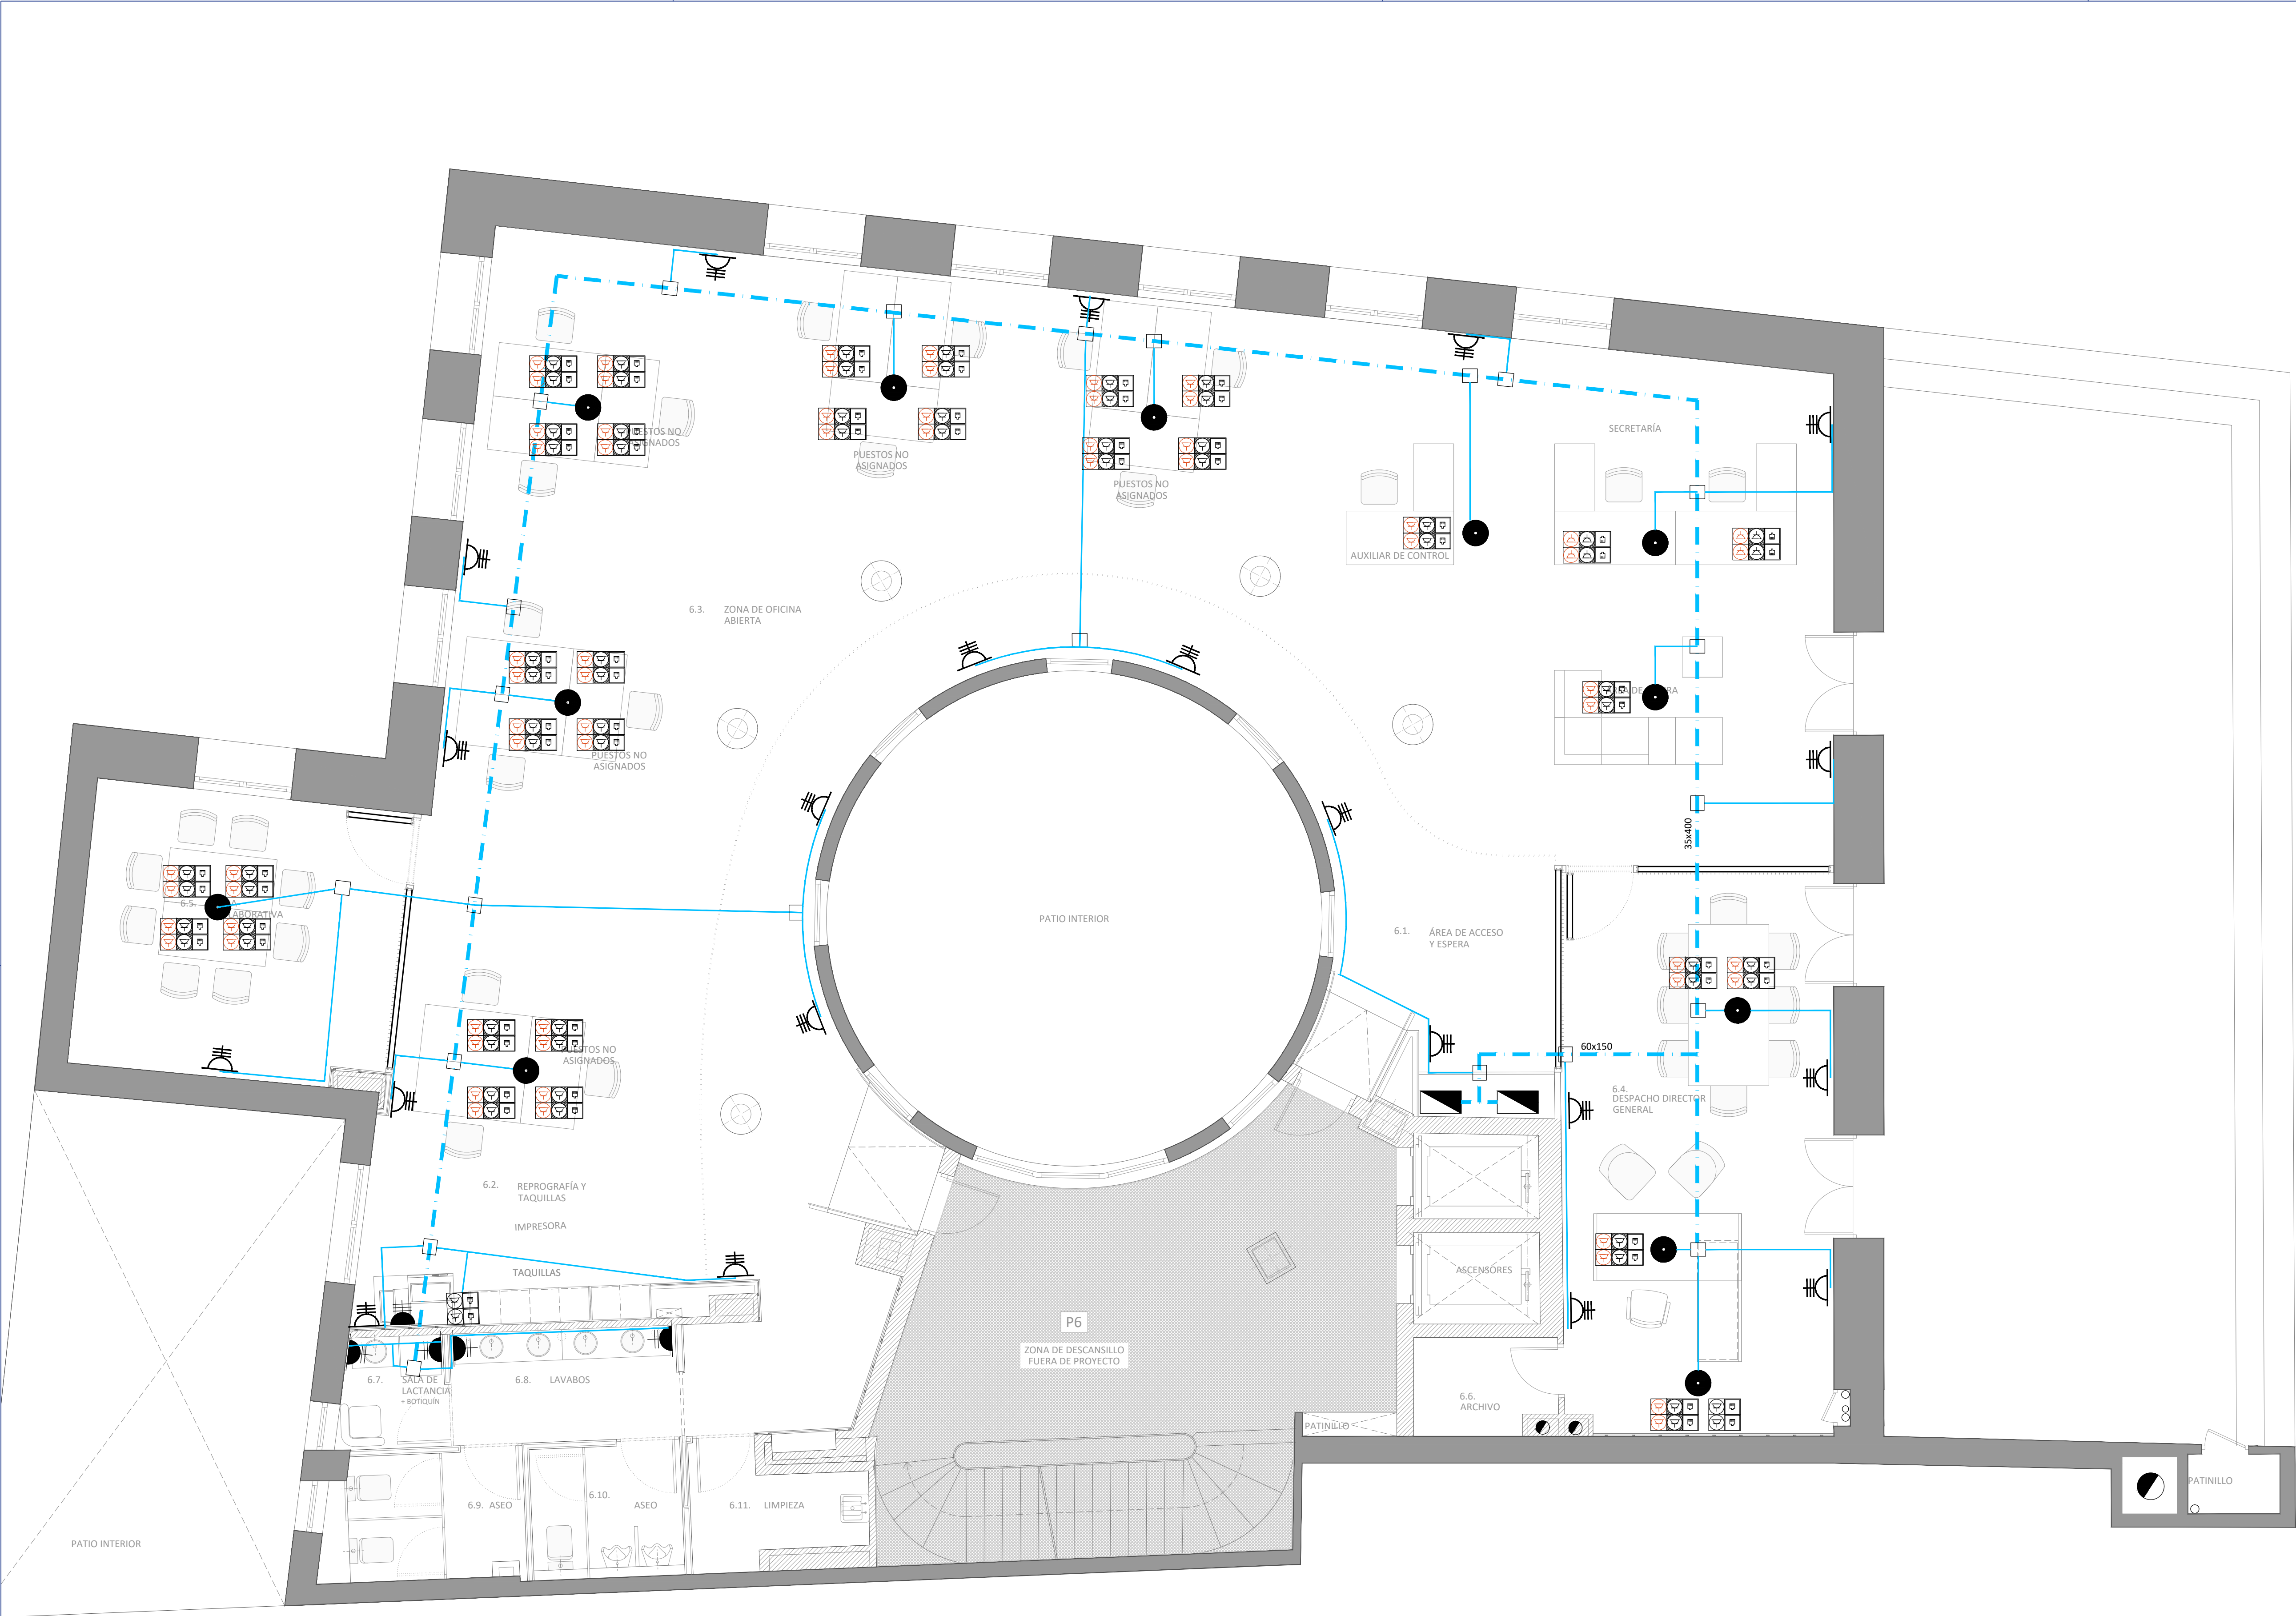 SECRETARÍA
PUESTOS NO
ASIGNADOS
PUESTOS NO
ASIGNADOS
PUESTOS NO
ASIGNADOS
AUXILIAR DE CONTROL
6.3. ZONA DE OFICINA
ABIERTA
PUESTOS NO
ASIGNADOS
35x400
6.5.
PATIO INTERIOR
6.1. ÁREA DE ACCESO
Y ESPERA
60x150
PUESTOS NO
ASIGNADOS
6.4.
DESPACHO DIRECTOR
GENERAL
6.2. REPROGRAFÍA Y
TAQUILLAS
IMPRESORA
TAQUILLAS
ASCENSORES
P6
ZONA DE DESCANSILLO
FUERA DE PROYECTO
6.7. SALA DE
LACTANCIA
+ BOTIQUÍN
6.8. LAVABOS
6.6.
ARCHIVO
PATINILLO
PATINILLO
6.9. ASEO
6.10. ASEO
6.11. LIMPIEZA
PATIO INTERIOR